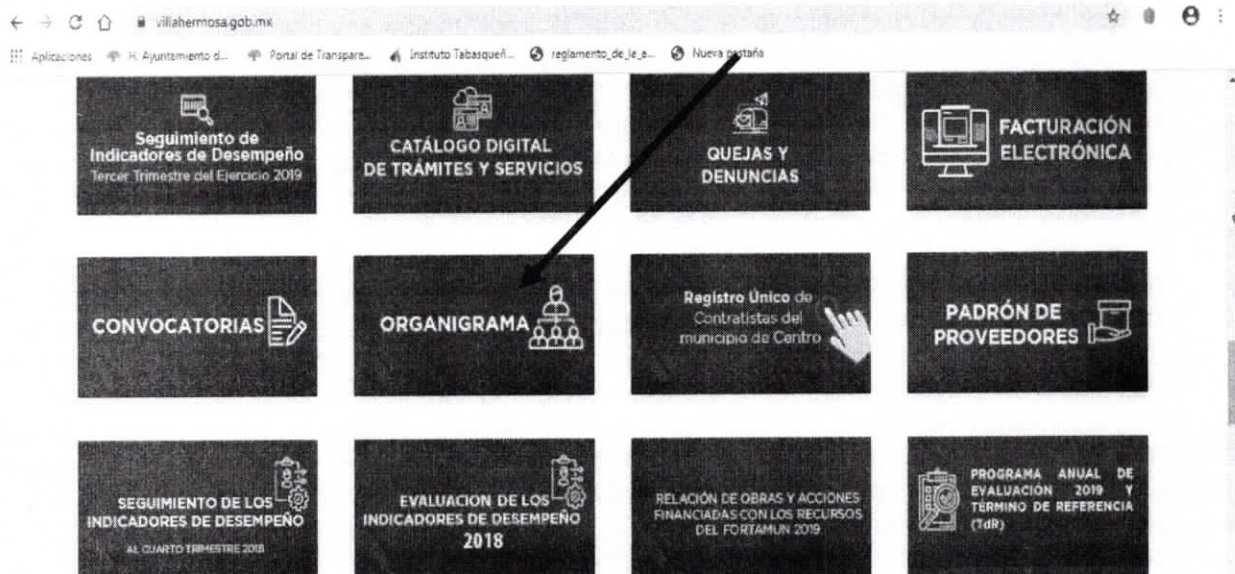 villahermosa.gob.mx
Aplicaciones H. Ayuntamiento d... Portal de Transpare... Instituto Tabasqueñ... reglamento_de_la_a... Nueva pestaña
Seguimiento de
Indicadores de Desempeño
Tercer Trimestre del Ejercicio 2019
CATÁLOGO DIGITAL
DE TRÁMITES Y SERVICIOS
QUEJAS Y
DENUNCIAS
FACTURACIÓN
ELECTRÓNICA
CONVOCATORIAS
ORGANIGRAMA
Registro Único de
Contratistas del
municipio de Centro
PADRÓN DE
PROVEEDORES
SEGUIMIENTO DE LOS
INDICADORES DE DESEMPEÑO
AL CUARTO TRIMESTRE 2018
EVALUACION DE LOS
INDICADORES DE DESEMPEÑO
2018
RELACIÓN DE OBRAS Y ACCIONES
FINANCIADAS CON LOS RECURSOS
DEL FORTAMUN 2019
PROGRAMA ANUAL DE
EVALUACIÓN 2019 Y
TÉRMINO DE REFERENCIA
(TdR)